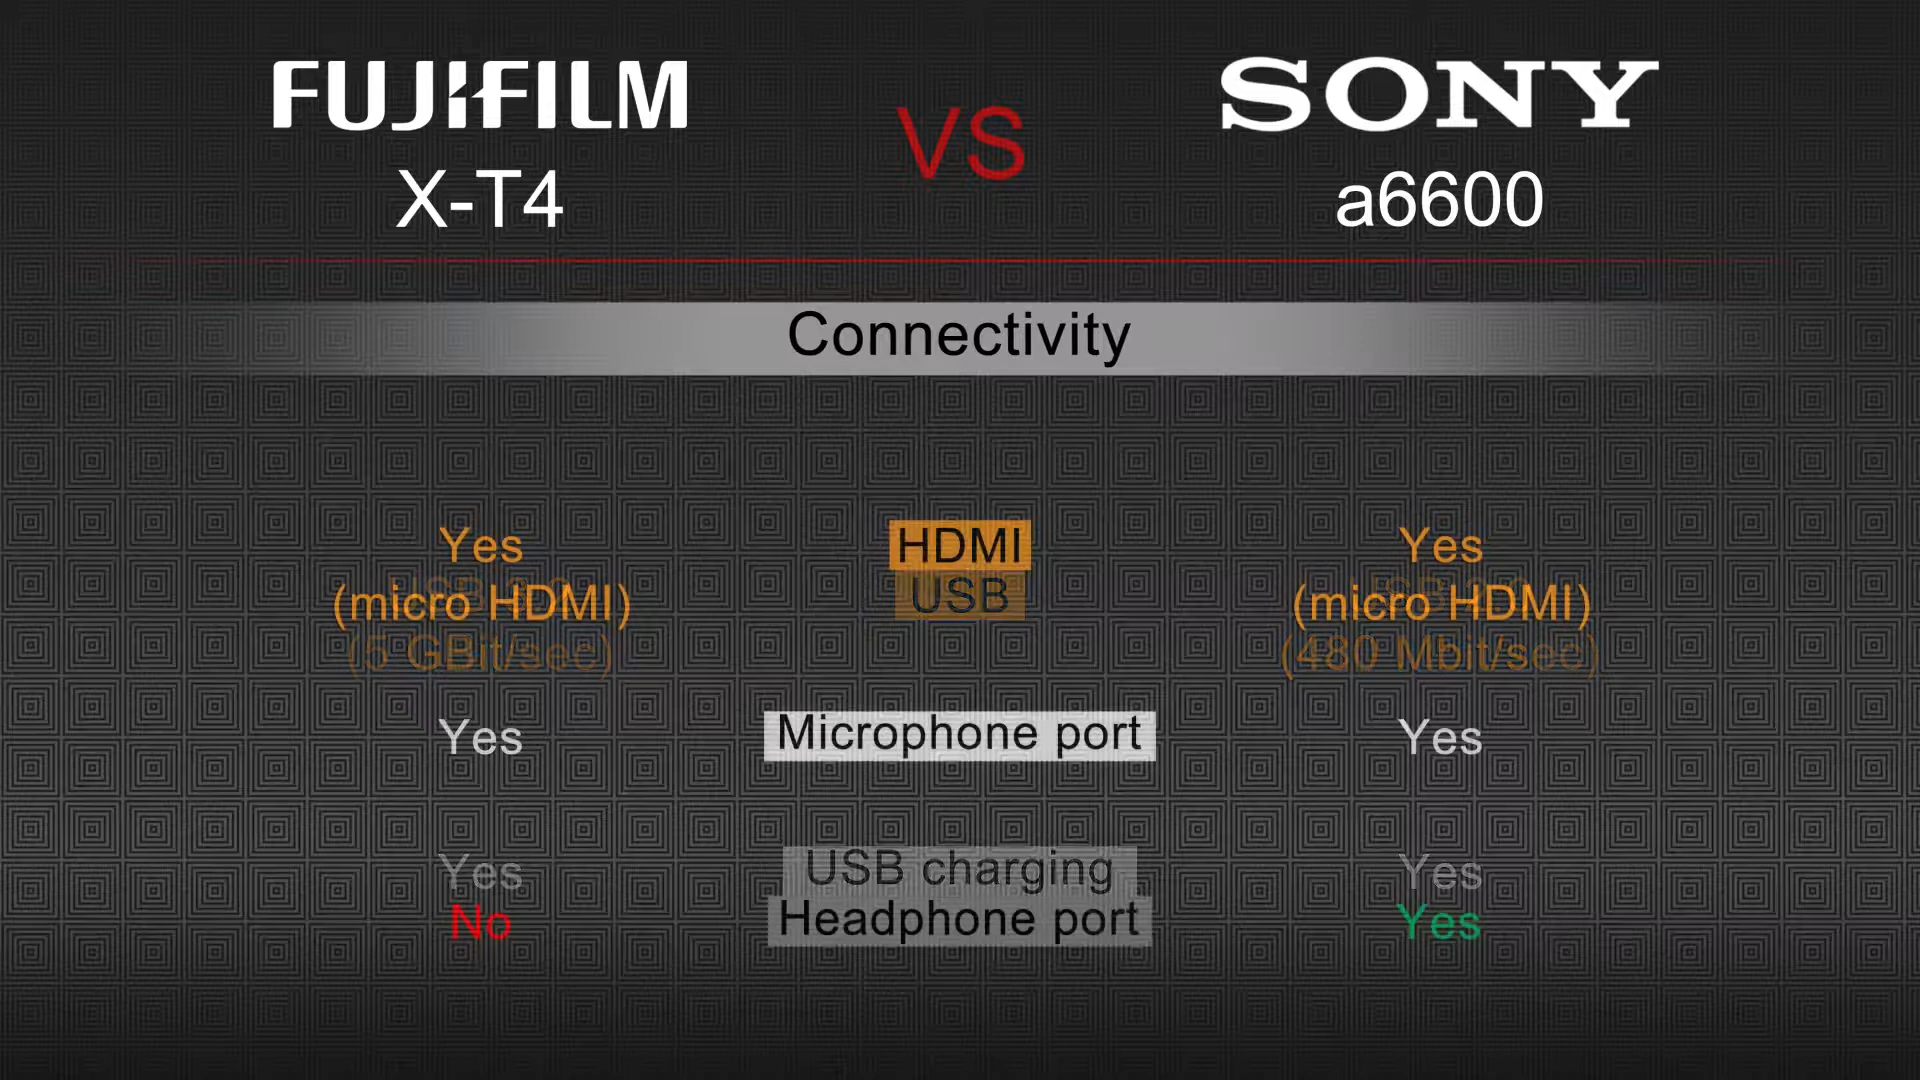 FUJIFILM
VS
SONY
X-T4
a6600
Connectivity
Yes
HDMI
Yes
(micro HDMI)
USB
(micro HDMI)
(5 GBit/sec)
(480 Mbit/sec)
Yes
Microphone port
Yes
Yes
USB charging
Yes
No
Headphone port
Yes